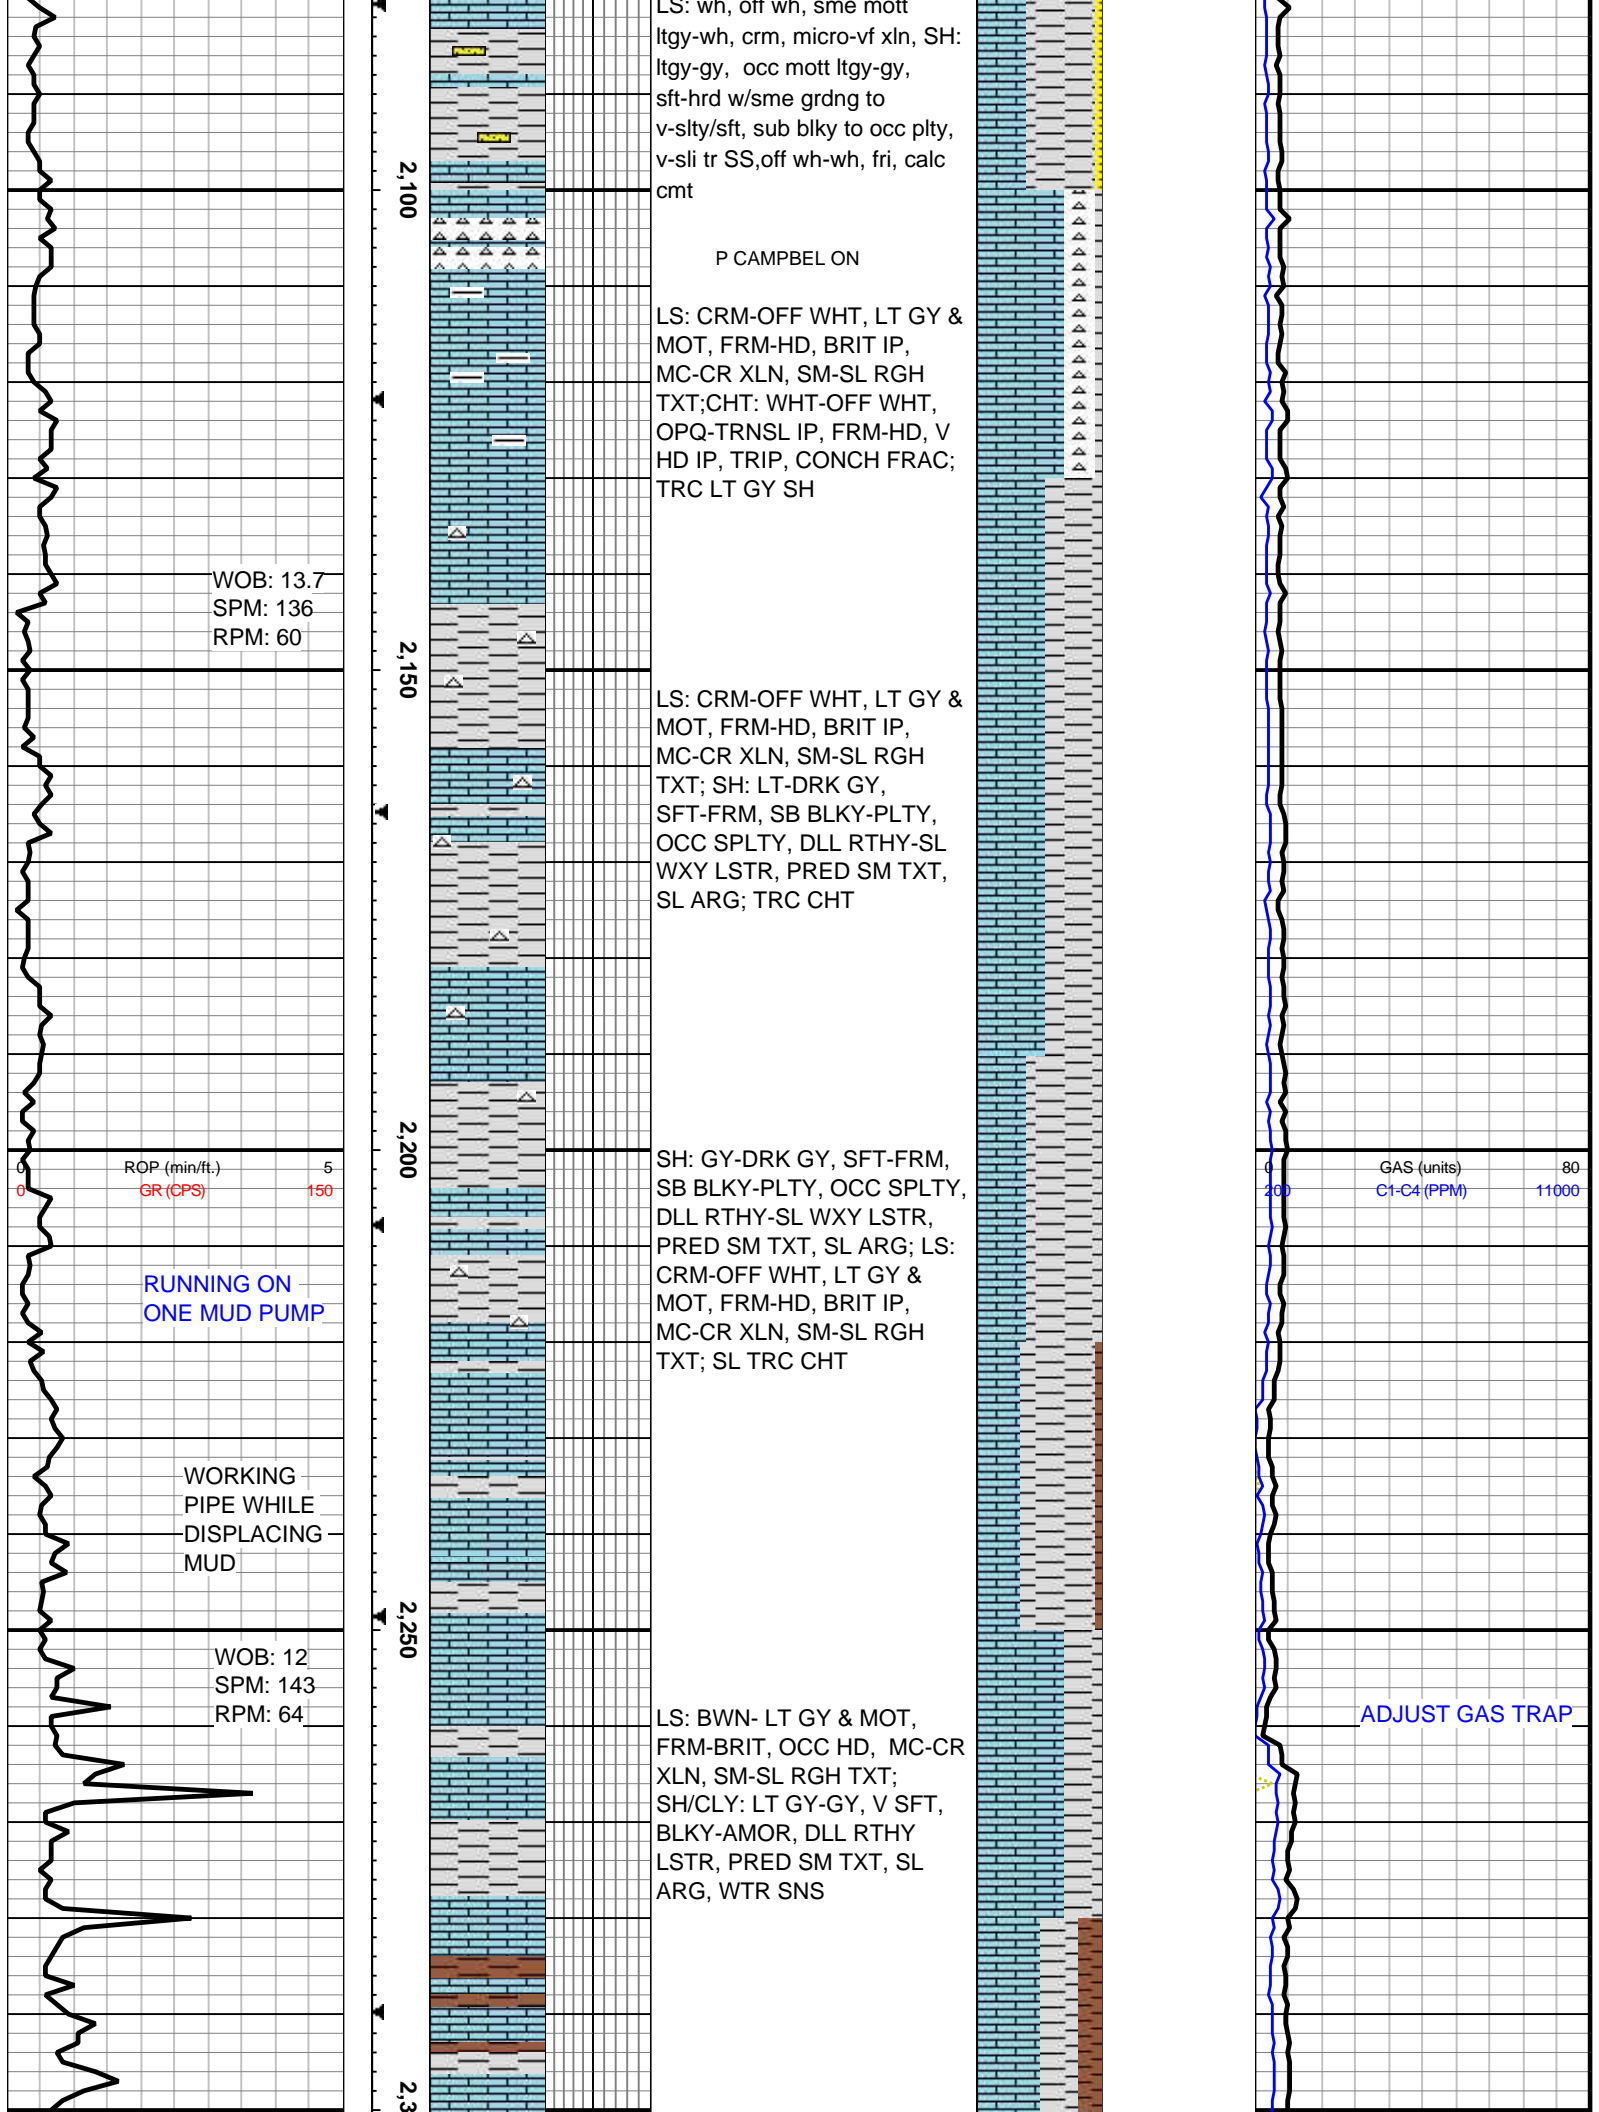 LS: wh, off wh, sme mott
ltgy-wh, crm, micro-vf xln, SH:
ltgy-gy, occ mott ltgy-gy,
sft-hrd w/sme grdng to
v-slty/sft, sub blky to occ plty,
v-sli tr SS,off wh-wh, fri, calc
cmt
2,100
P CAMPBEL ON
LS: CRM-OFF WHT, LT GY &
MOT, FRM-HD, BRIT IP,
MC-CR XLN, SM-SL RGH
TXT;CHT: WHT-OFF WHT,
OPQ-TRNSL IP, FRM-HD, V
HD IP, TRIP, CONCH FRAC;
TRC LT GY SH
WOB: 13.7
SPM: 136
RPM: 60
2,150
LS: CRM-OFF WHT, LT GY &
MOT, FRM-HD, BRIT IP,
MC-CR XLN, SM-SL RGH
TXT; SH: LT-DRK GY,
SFT-FRM, SB BLKY-PLTY,
OCC SPLTY, DLL RTHY-SL
WXY LSTR, PRED SM TXT,
SL ARG; TRC CHT
2,200
0 ROP (min/ft.) 5
0 GR (CPS) 150
SH: GY-DRK GY, SFT-FRM,
SB BLKY-PLTY, OCC SPLTY,
DLL RTHY-SL WXY LSTR,
PRED SM TXT, SL ARG; LS:
CRM-OFF WHT, LT GY &
MOT, FRM-HD, BRIT IP,
MC-CR XLN, SM-SL RGH
TXT; SL TRC CHT
0 GAS (units) 80
200 C1-C4 (PPM) 11000
RUNNING ON
ONE MUD PUMP
WORKING
PIPE WHILE
DISPLACING
MUD
2,250
WOB: 12
SPM: 143
RPM: 64
LS: BWN- LT GY & MOT,
FRM-BRIT, OCC HD, MC-CR
XLN, SM-SL RGH TXT;
SH/CLY: LT GY-GY, V SFT,
BLKY-AMOR, DLL RTHY
LSTR, PRED SM TXT, SL
ARG, WTR SNS
ADJUST GAS TRAP
2,3